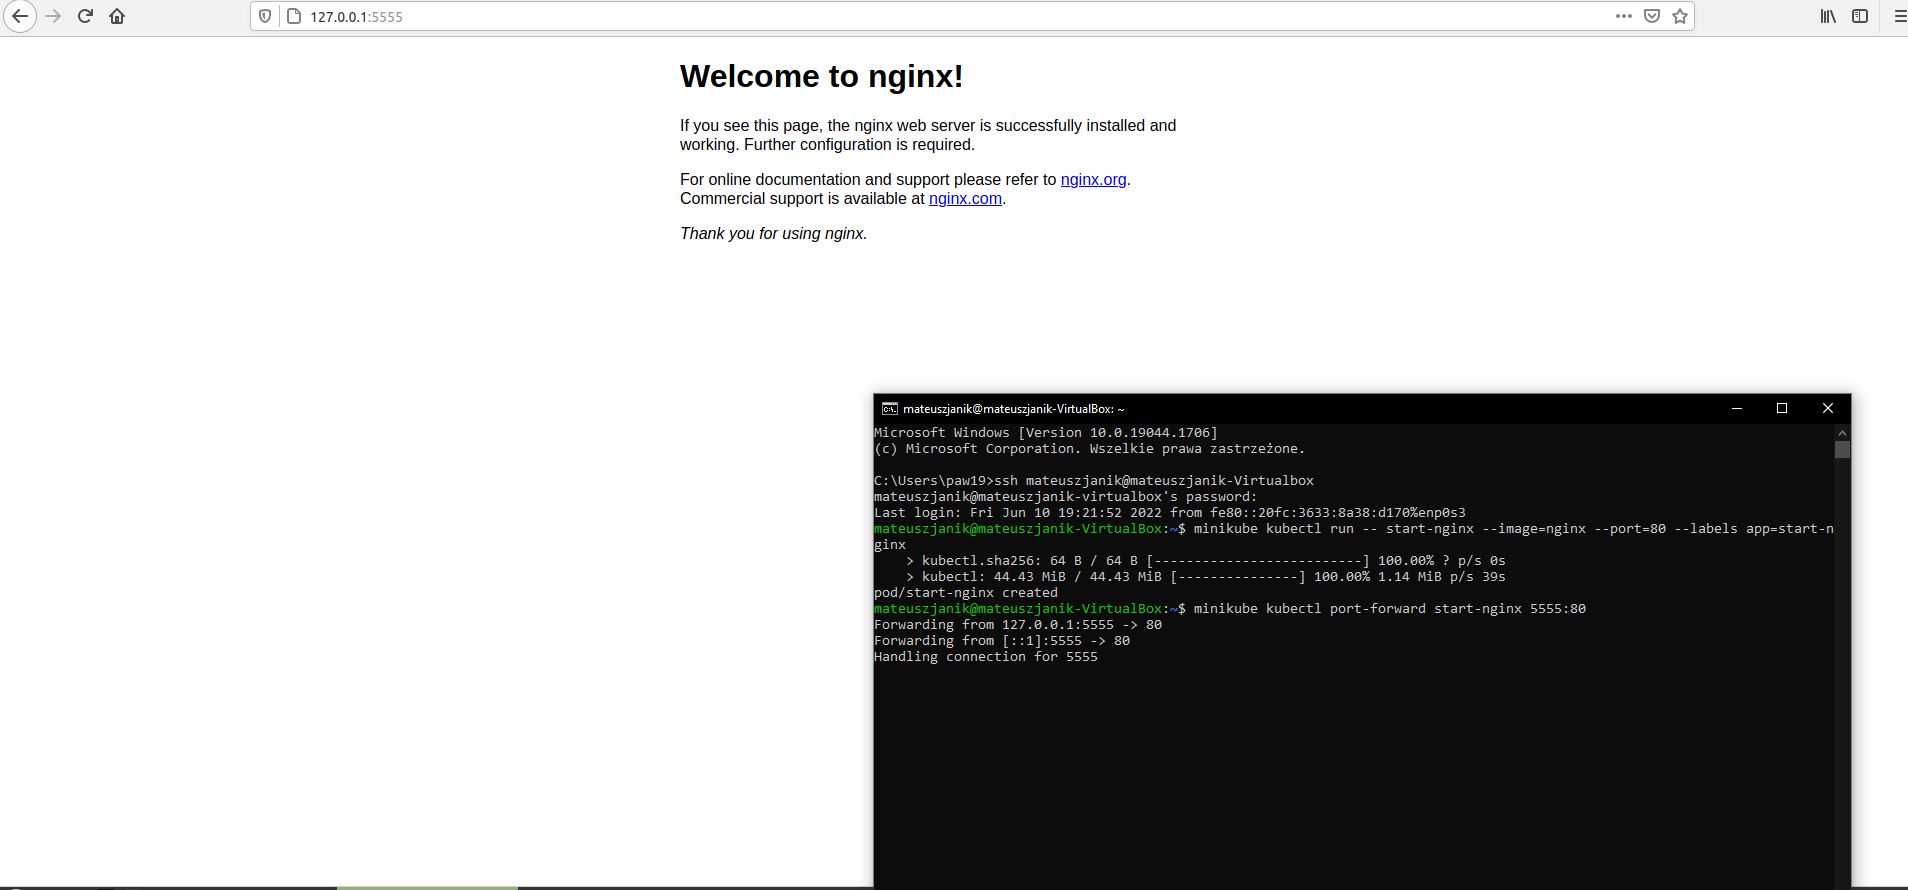 127.0.0.1:5555
Welcome to nginx!
If you see this page, the nginx web server is successfully installed and
working. Further configuration is required.
For online documentation and support please refer to nginx.org.
Commercial support is available at nginx.com.
Thank you for using nginx.
mateuszjanik@mateuszjanik-VirtualBox: ~
Microsoft Windows [Version 10.0.19044.1706]
(c) Microsoft Corporation. Wszelkie prawa zastrzeżone.
C:\Users\paw19>ssh mateuszjanik@mateuszjanik-Virtualbox
mateuszjanik@mateuszjanik-virtualbox's password:
Last login: Fri Jun 10 19:21:52 2022 from fe80::20fc:3633:8a38:d170%enp0s3
mateuszjanik@mateuszjanik-VirtualBox:~$ minikube kubectl run -- start-nginx --image=nginx --port=80 --labels app=start-n
ginx
    > kubectl.sha256: 64 B / 64 B [--------------------------] 100.00% ? p/s 0s
    > kubectl: 44.43 MiB / 44.43 MiB [---------------] 100.00% 1.14 MiB p/s 39s
pod/start-nginx created
mateuszjanik@mateuszjanik-VirtualBox:~$ minikube kubectl port-forward start-nginx 5555:80
Forwarding from 127.0.0.1:5555 -> 80
Forwarding from [::1]:5555 -> 80
Handling connection for 5555